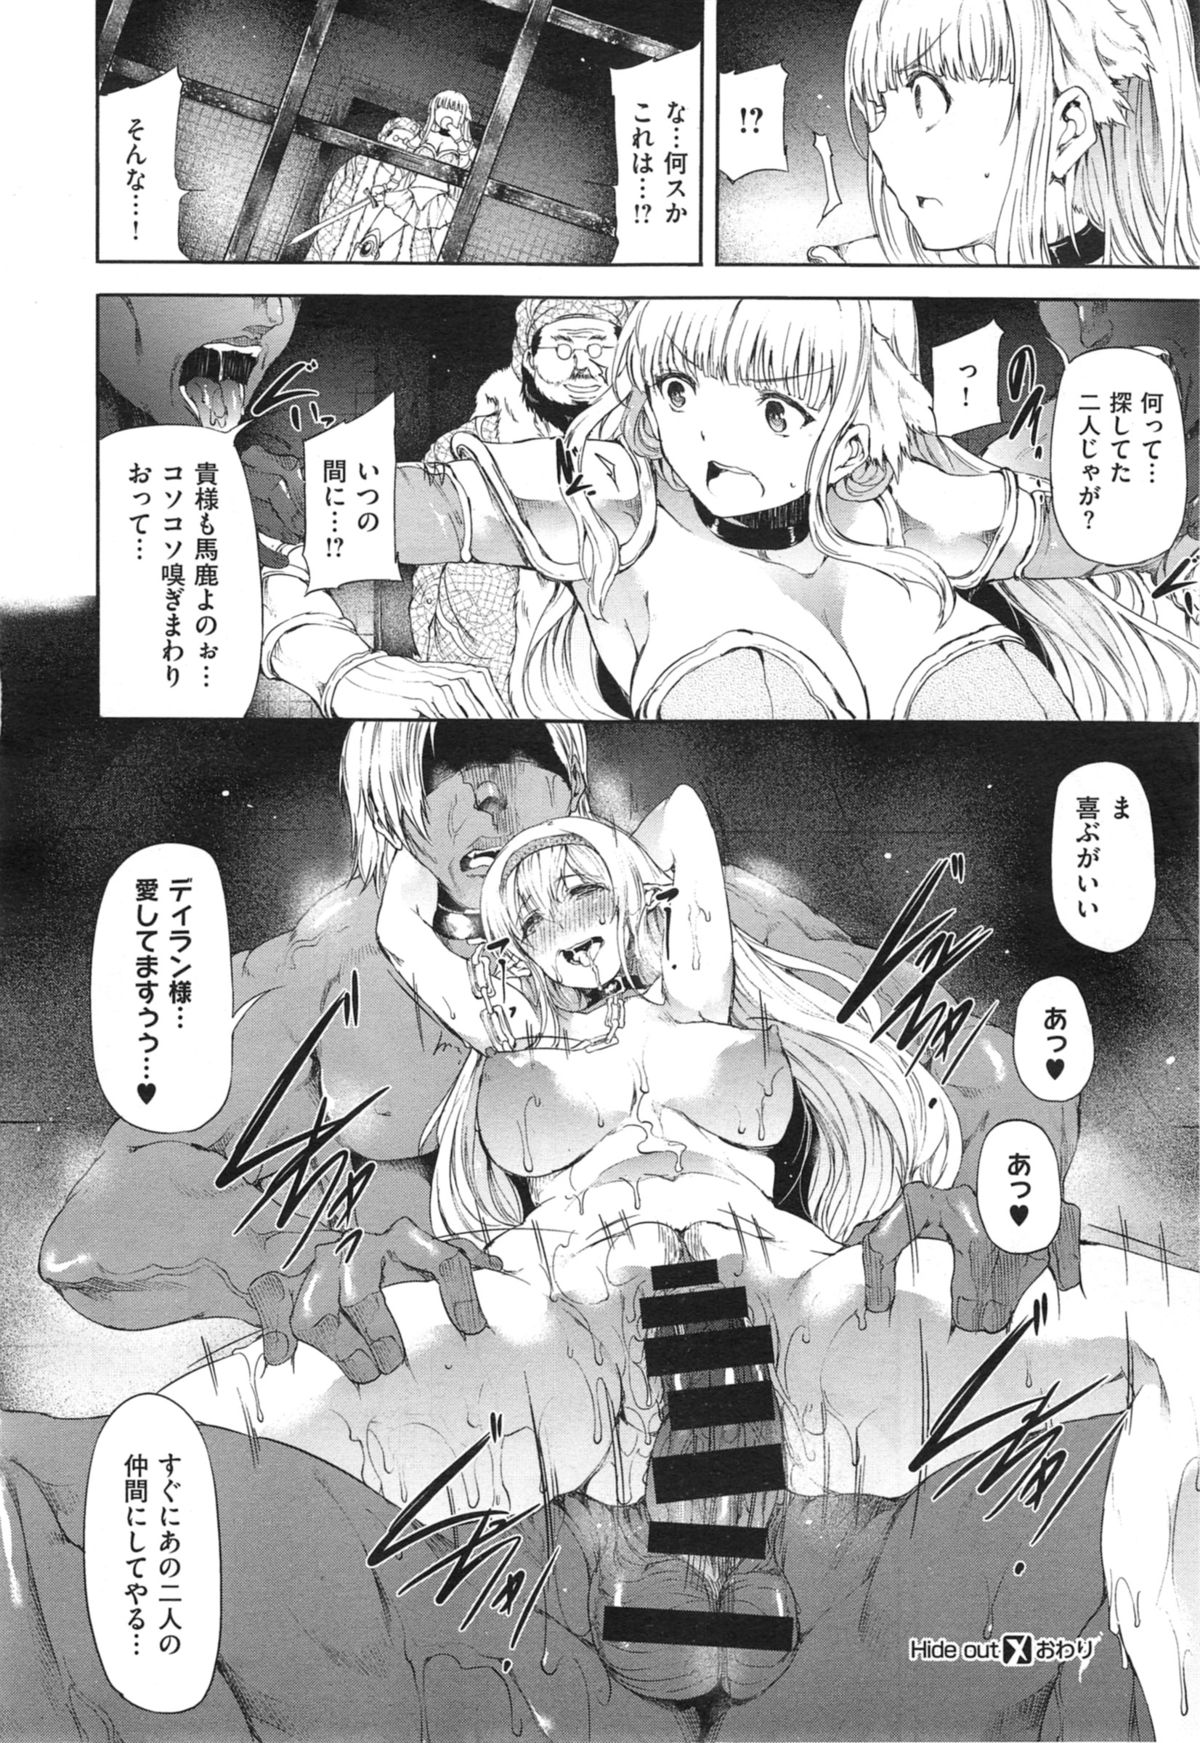 !?
な…何スか
これは…!?
そんな……!
何って…
探してた
二人じゃが？
っ！
いつの
間に…!?
貴様も馬鹿よのぉ…
コソコソ嗅ぎまわり
おって…
ま
喜ぶがいい
あっ♥
あっ♥
ディラン様…
愛してますぅぅ…♥
すぐにあの二人の
仲間にしてやる…
Hide out X おわり